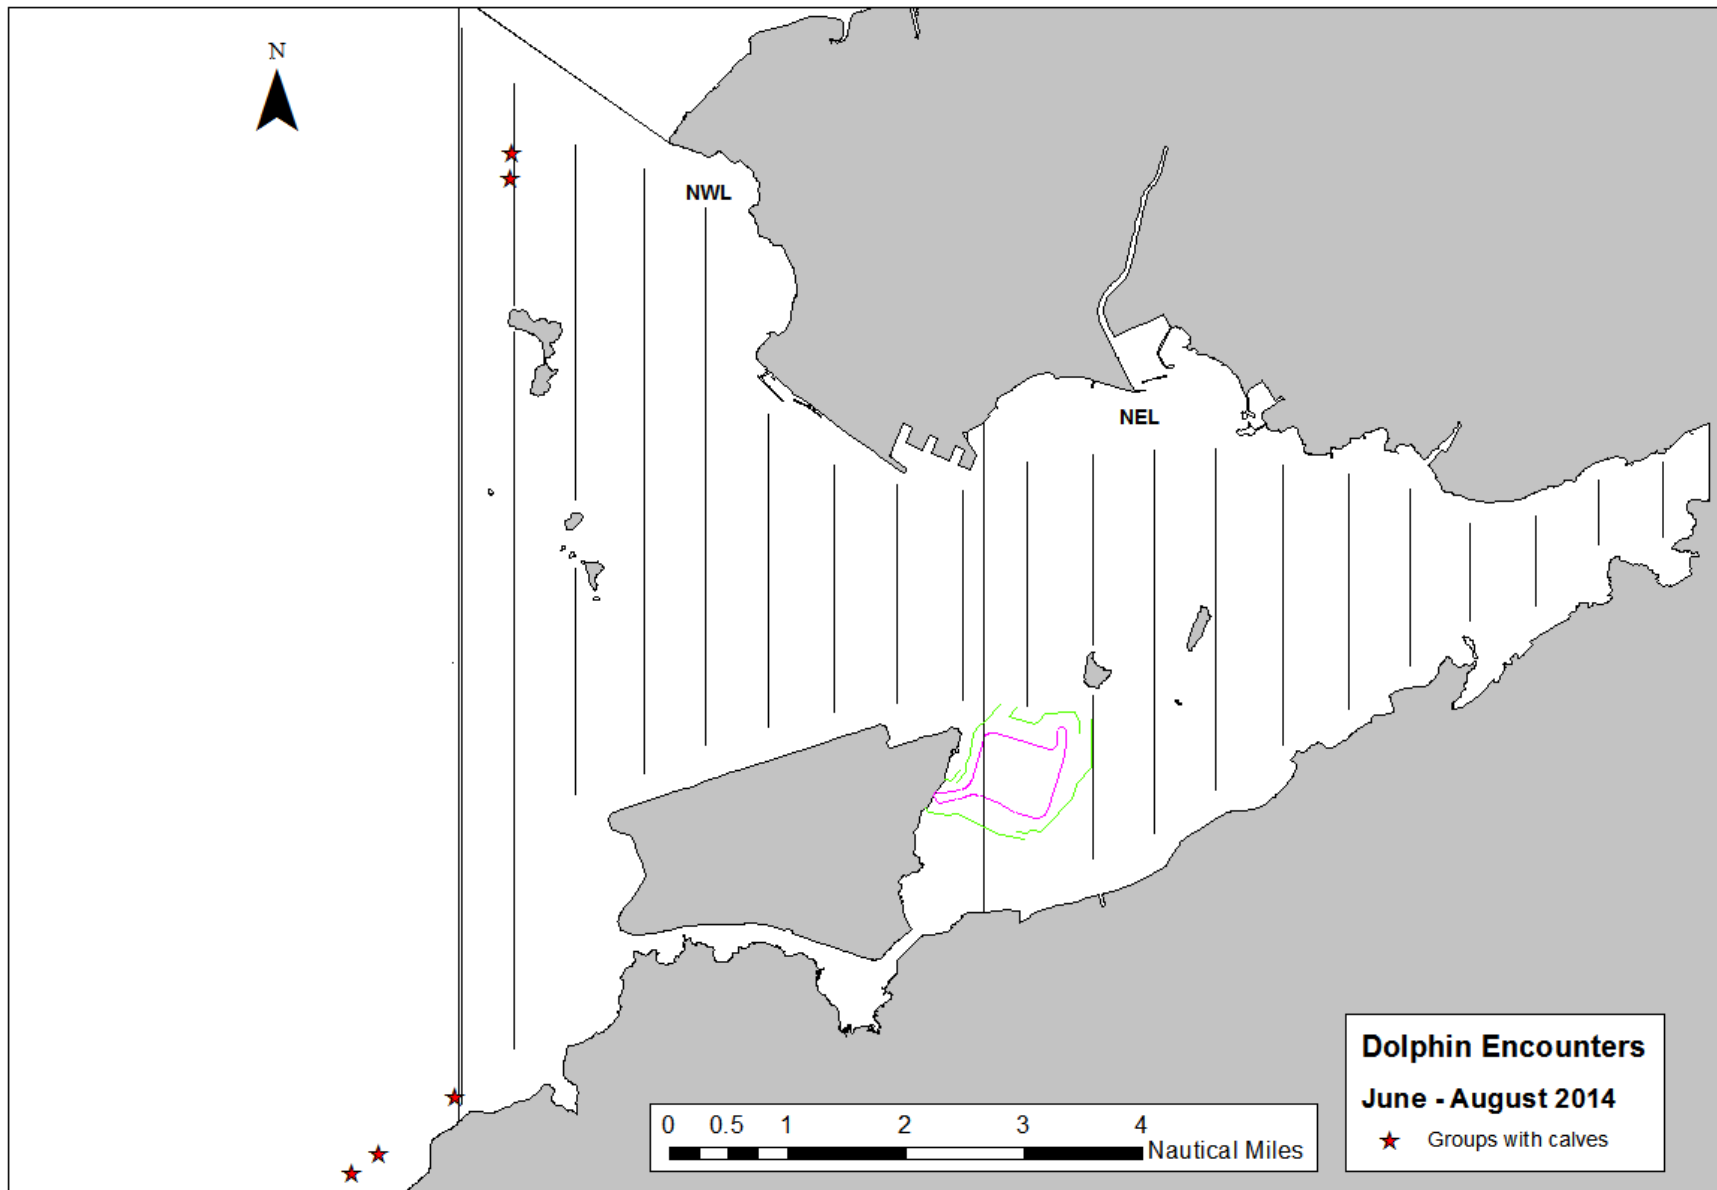 N
NWL
NEL
Dolphin Encounters
June - August 2014
Groups with calves
0 0.5 1 2 3 4
Nautical Miles